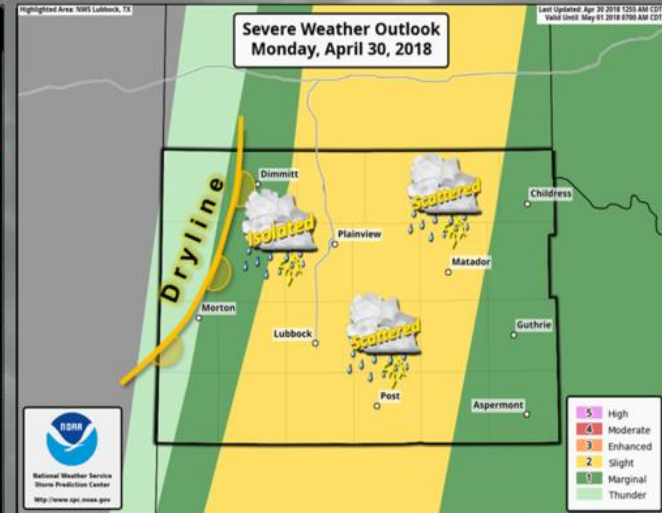 Highlighted Area: NWS Lubbock, TX
Last Updated: Apr 30 2018 1255 AM CDT
Valid Until: May 01 2018 0700 AM CDT
Severe Weather Outlook
Monday, April 30, 2018
Dryline
Dimmitt
Isolated
Scattered
Childress
Plainview
Matador
Morton
Lubbock
Scattered
Guthrie
Post
Aspermont
NOAA
National Weather Service
Storm Prediction Center
http://www.spc.noaa.gov
5 High
4 Moderate
3 Enhanced
2 Slight
1 Marginal
Thunder